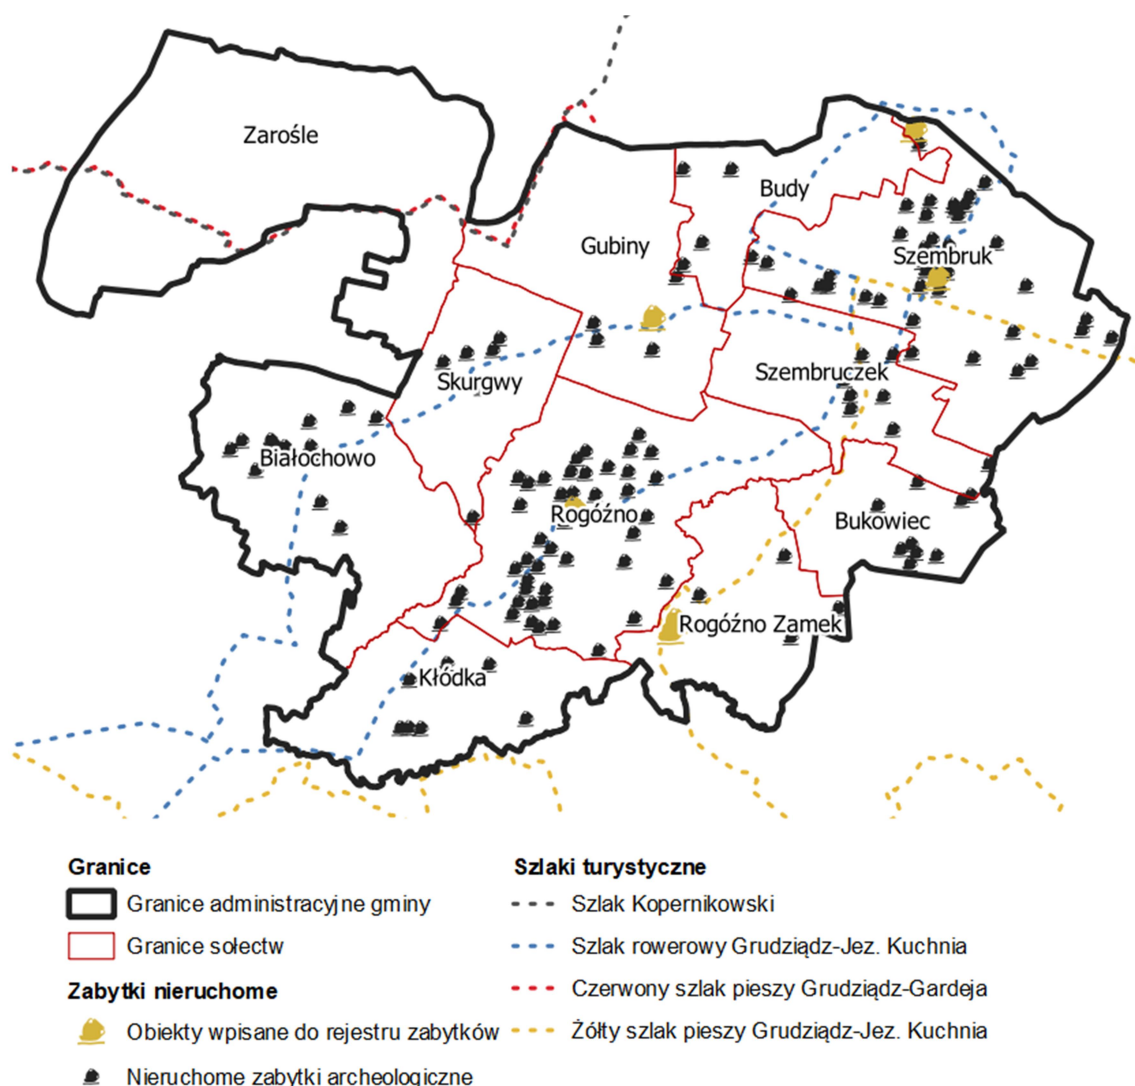 Zarośle
Budy
Gubiny
Szembruk
Szembruczek
Skurgwy
Białochowo
Rogóźno
Bukowiec
Rogóźno Zamek
Kłódka
Granice
Granice administracyjne gminy
Granice sołectw
Zabytki nieruchome
Obiekty wpisane do rejestru zabytków
Nieruchome zabytki archeologiczne
Szlaki turystyczne
Szlak Kopernikowski
Szlak rowerowy Grudziądz-Jez. Kuchnia
Czerwony szlak pieszy Grudziądz-Gardeja
Żółty szlak pieszy Grudziądz-Jez. Kuchnia